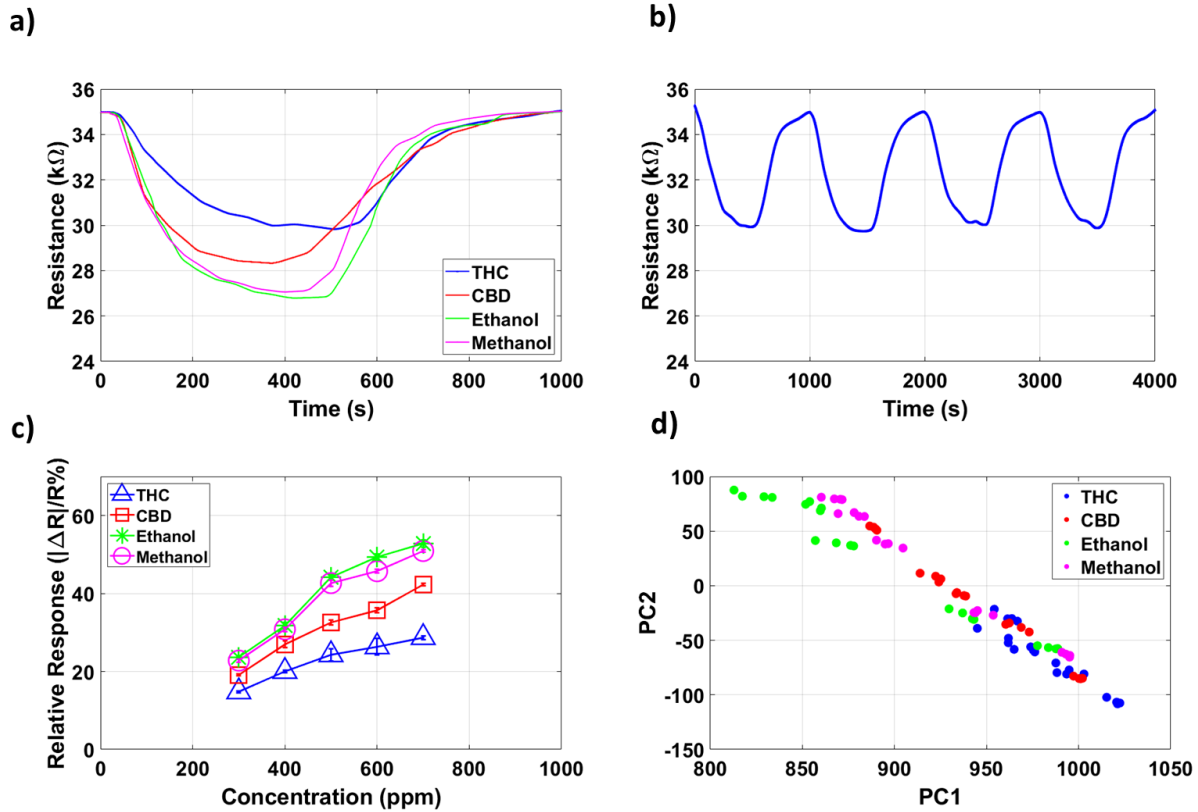 a)
36
34
32
30
28
26
24
Resistance (kΩ)
THC
CBD
Ethanol
Methanol
0 200 400 600 800 1000
Time (s)
b)
36
34
32
30
28
26
24
Resistance (kΩ)
0 1000 2000 3000 4000
Time (s)
c)
60
40
20
0
Relative Response (|△R|/R%)
THC
CBD
Ethanol
Methanol
0 200 400 600 800 1000
Concentration (ppm)
d)
100
50
0
-50
-100
-150
PC2
THC
CBD
Ethanol
Methanol
800 850 900 950 1000 1050
PC1